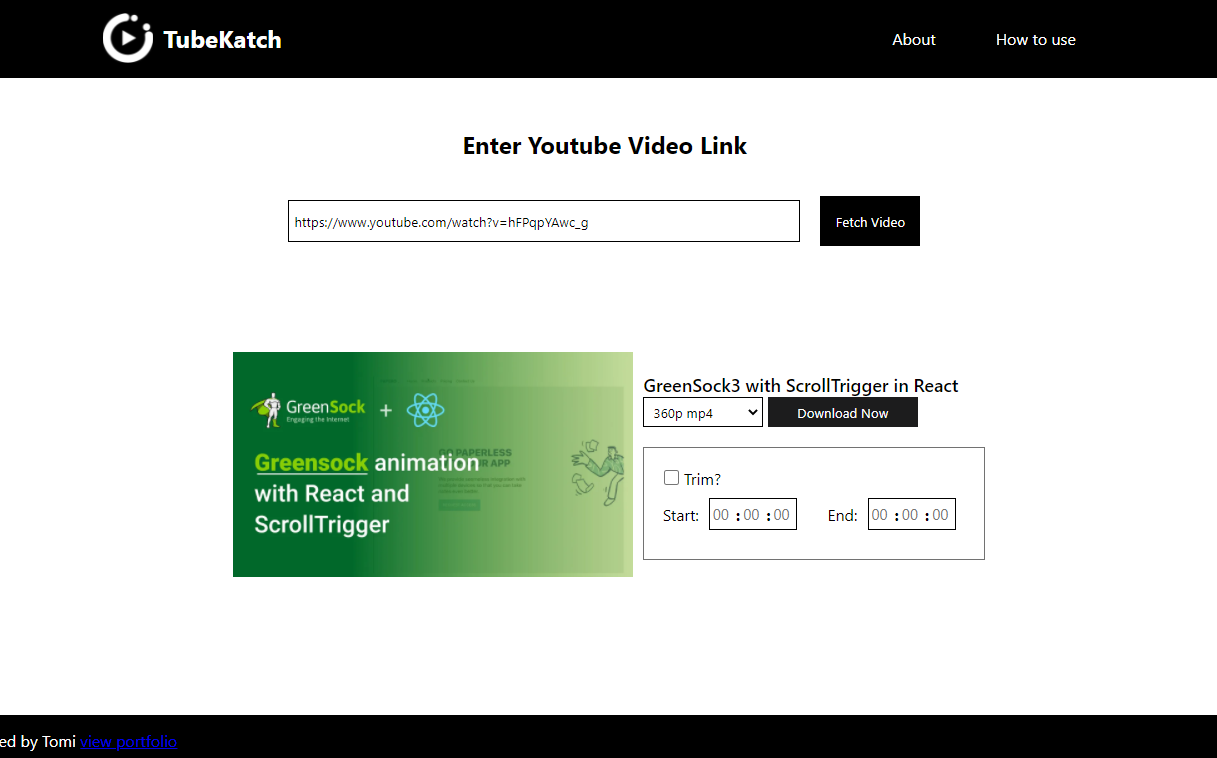 TubeKatch
About
How to use
Enter Youtube Video Link
https://www.youtube.com/watch?v=hFPqpYAwc_g
Fetch Video
GreenSock
Engaging the Internet
+
Greensock animation
with React and
ScrollTrigger
GreenSock3 with ScrollTrigger in React
360p mp4
Download Now
Trim?
Start: 00 : 00 : 00 End: 00 : 00 : 00
ed by Tomi view portfolio